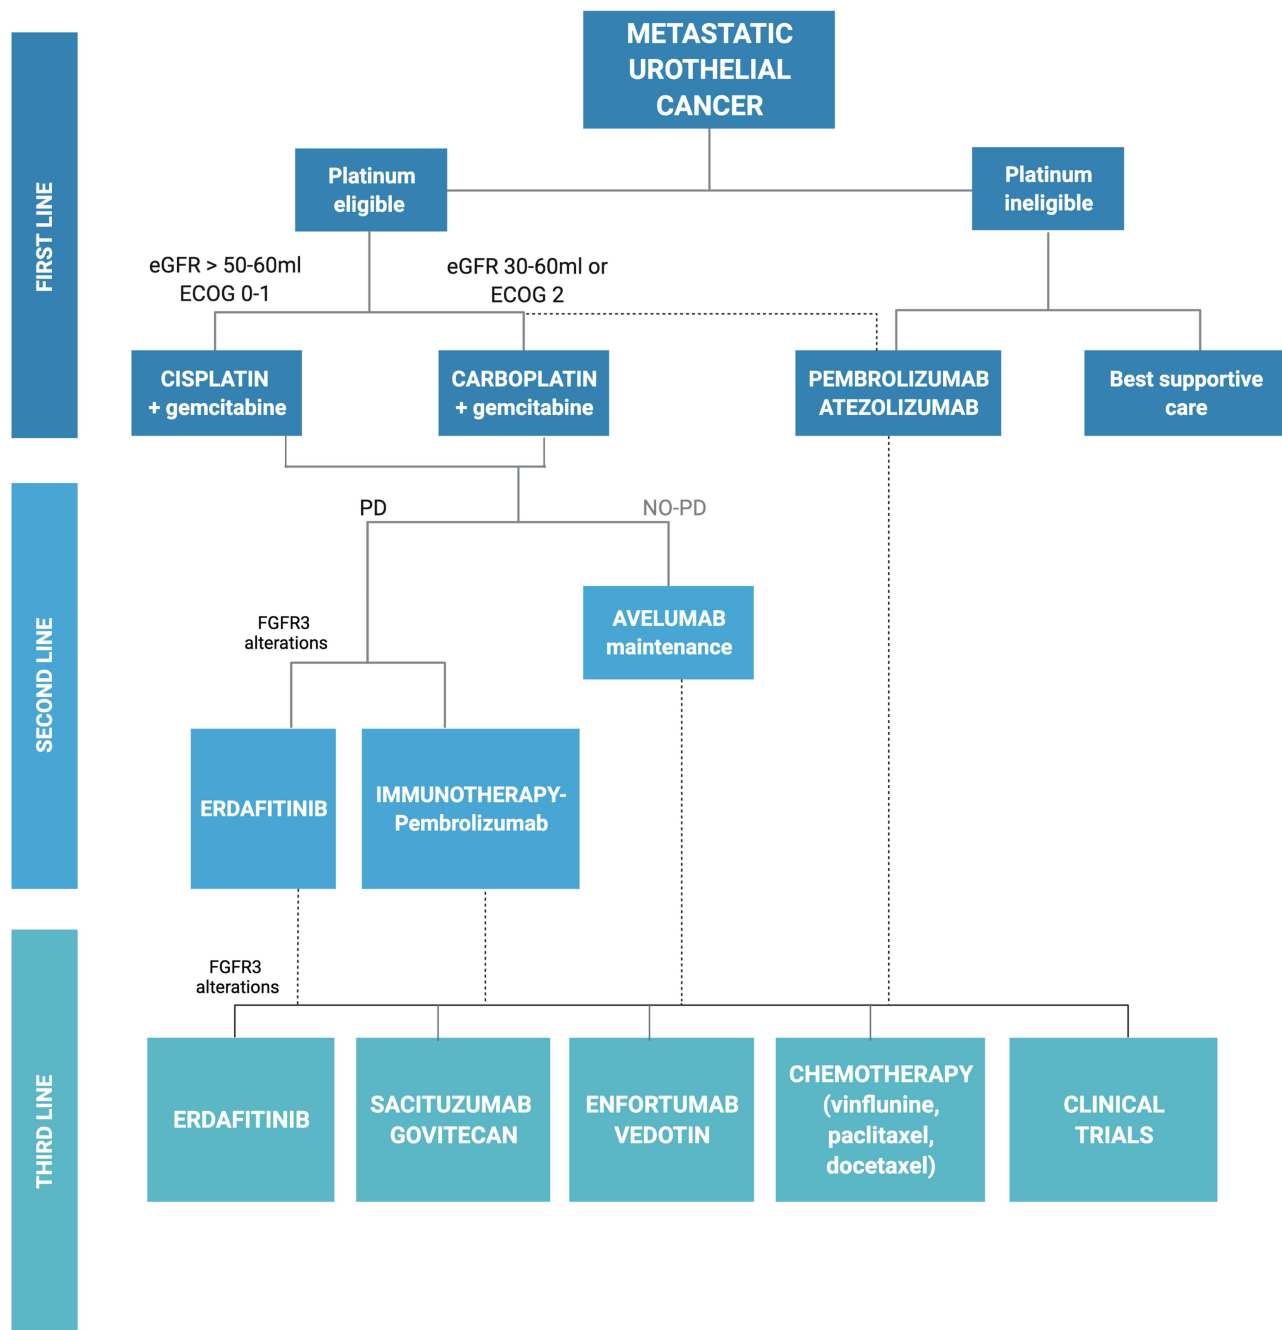 METASTATIC
UROTHELIAL
CANCER
FIRST LINE
Platinum
eligible
Platinum
ineligible
eGFR > 50-60ml
ECOG 0-1
eGFR 30-60ml or
ECOG 2
CISPLATIN
+ gemcitabine
CARBOPLATIN
+ gemcitabine
PEMBROLIZUMAB
ATEZOLIZUMAB
Best supportive
care
SECOND LINE
PD
NO-PD
AVELUMAB
maintenance
FGFR3
alterations
ERDAFITINIB
IMMUNOTHERAPY-
Pembrolizumab
THIRD LINE
FGFR3
alterations
ERDAFITINIB
SACITUZUMAB
GOVITECAN
ENFORTUMAB
VEDOTIN
CHEMOTHERAPY
(vinflunine,
paclitaxel,
docetaxel)
CLINICAL
TRIALS